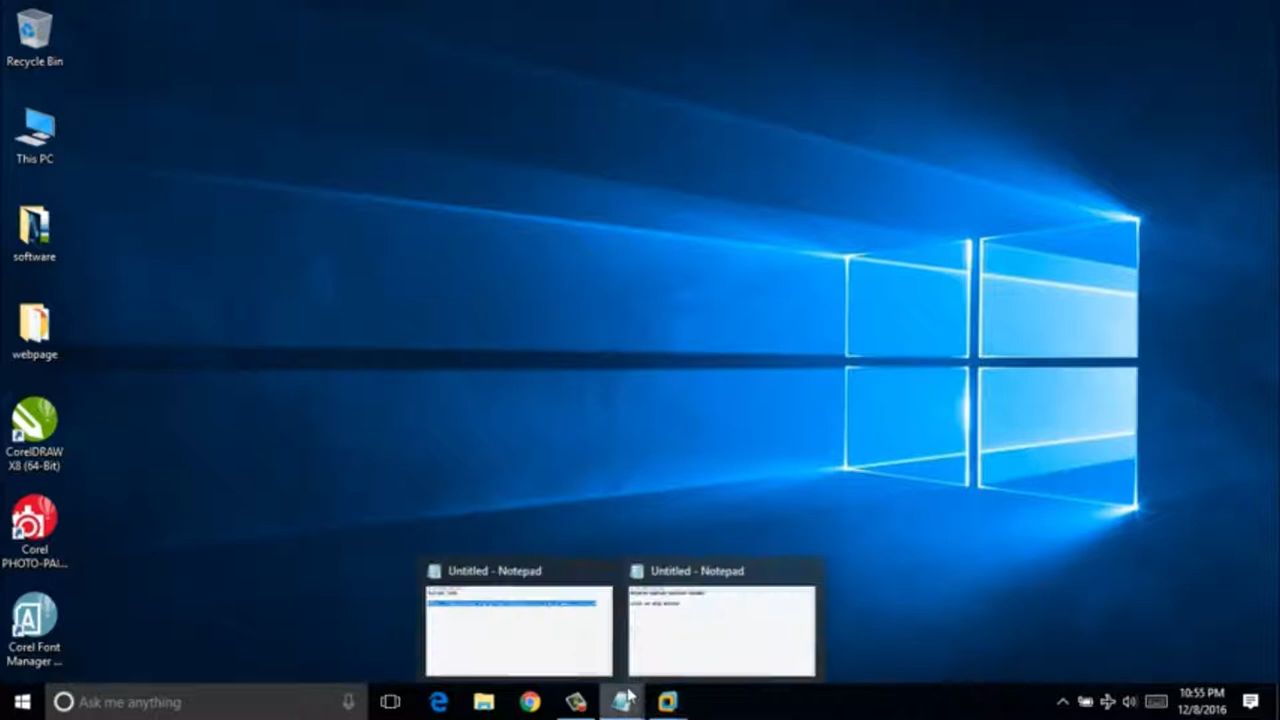 Recycle Bin
This PC
software
webpage
CorelDRAW
X8 (64-Bit)
Corel
PHOTO-PAI...
Corel Font
Manager ...
Untitled - Notepad
Untitled - Notepad
Ask me anything
10:55 PM
12/8/2016